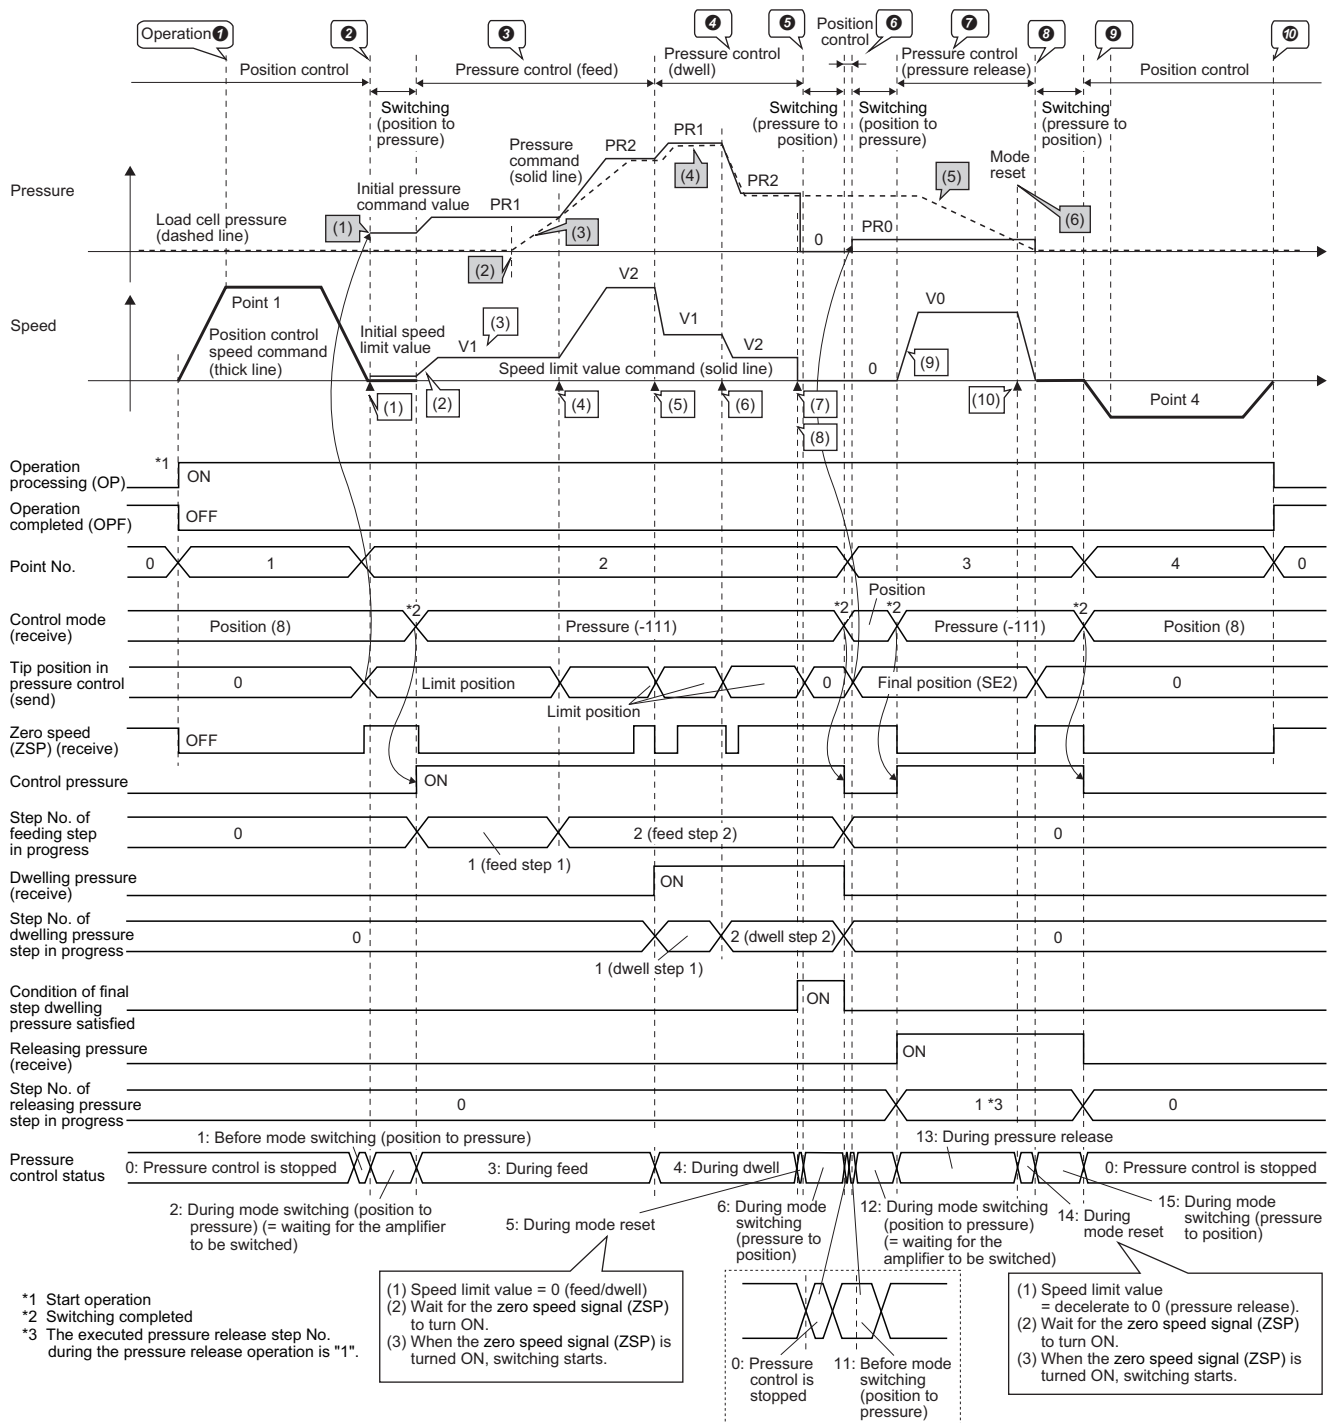 Operation❶
❷
❸
❹
❺
Position
control
❻
❼
❽
❾
❿
Position control
Pressure control (feed)
Pressure control
(dwell)
Pressure control
(pressure release)
Position control
Switching
(position to
pressure)
Switching
(pressure to
position)
Switching
(position to
pressure)
Switching
(pressure to
position)
Pressure
Load cell pressure
(dashed line)
Initial pressure
command value
PR1
Pressure
command
(solid line)
PR2
PR1
PR2
0
PR0
Mode
reset
(1)
(2)
(3)
(4)
(5)
(6)
Speed
Point 1
Position control
speed command
(thick line)
Initial speed
limit value
V1
V2
V1
V2
Speed limit value command (solid line)
0
V0
Point 4
(1)
(2)
(3)
(4)
(5)
(6)
(7)
(8)
(9)
(10)
Operation
processing (OP)
*1
ON
Operation
completed (OPF)
OFF
Point No.
0
1
2
3
4
0
Control mode
(receive)
Position (8)
*2
Pressure (-111)
*2
Position
*2
Pressure (-111)
*2
Position (8)
Tip position in
pressure control
(send)
0
Limit position
Limit position
0
Final position (SE2)
0
Zero speed
(ZSP) (receive)
OFF
Control pressure
ON
Step No. of
feeding step
in progress
0
1 (feed step 1)
2 (feed step 2)
0
Dwelling pressure
(receive)
ON
Step No. of
dwelling pressure
step in progress
0
1 (dwell step 1)
2 (dwell step 2)
0
Condition of final
step dwelling
pressure satisfied
ON
Releasing pressure
(receive)
ON
Step No. of
releasing pressure
step in progress
0
1 *3
0
Pressure
control status
0: Pressure control is stopped
1: Before mode switching (position to pressure)
2: During mode switching (position to
pressure) (= waiting for the amplifier
to be switched)
3: During feed
4: During dwell
5: During mode reset
6: During mode
switching
(pressure to
position)
12: During mode switching
(position to pressure)
(= waiting for the
amplifier to be switched)
13: During pressure release
14: During
mode reset
15: During mode
switching (pressure
to position)
0: Pressure control is stopped
*1 Start operation
*2 Switching completed
*3 The executed pressure release step No.
during the pressure release operation is "1".
(1) Speed limit value = 0 (feed/dwell)
(2) Wait for the zero speed signal (ZSP)
to turn ON.
(3) When the zero speed signal (ZSP) is
turned ON, switching starts.
0: Pressure
control is
stopped
11: Before mode
switching
(position to
pressure)
(1) Speed limit value
= decelerate to 0 (pressure release).
(2) Wait for the zero speed signal (ZSP)
to turn ON.
(3) When the zero speed signal (ZSP) is
turned ON, switching starts.